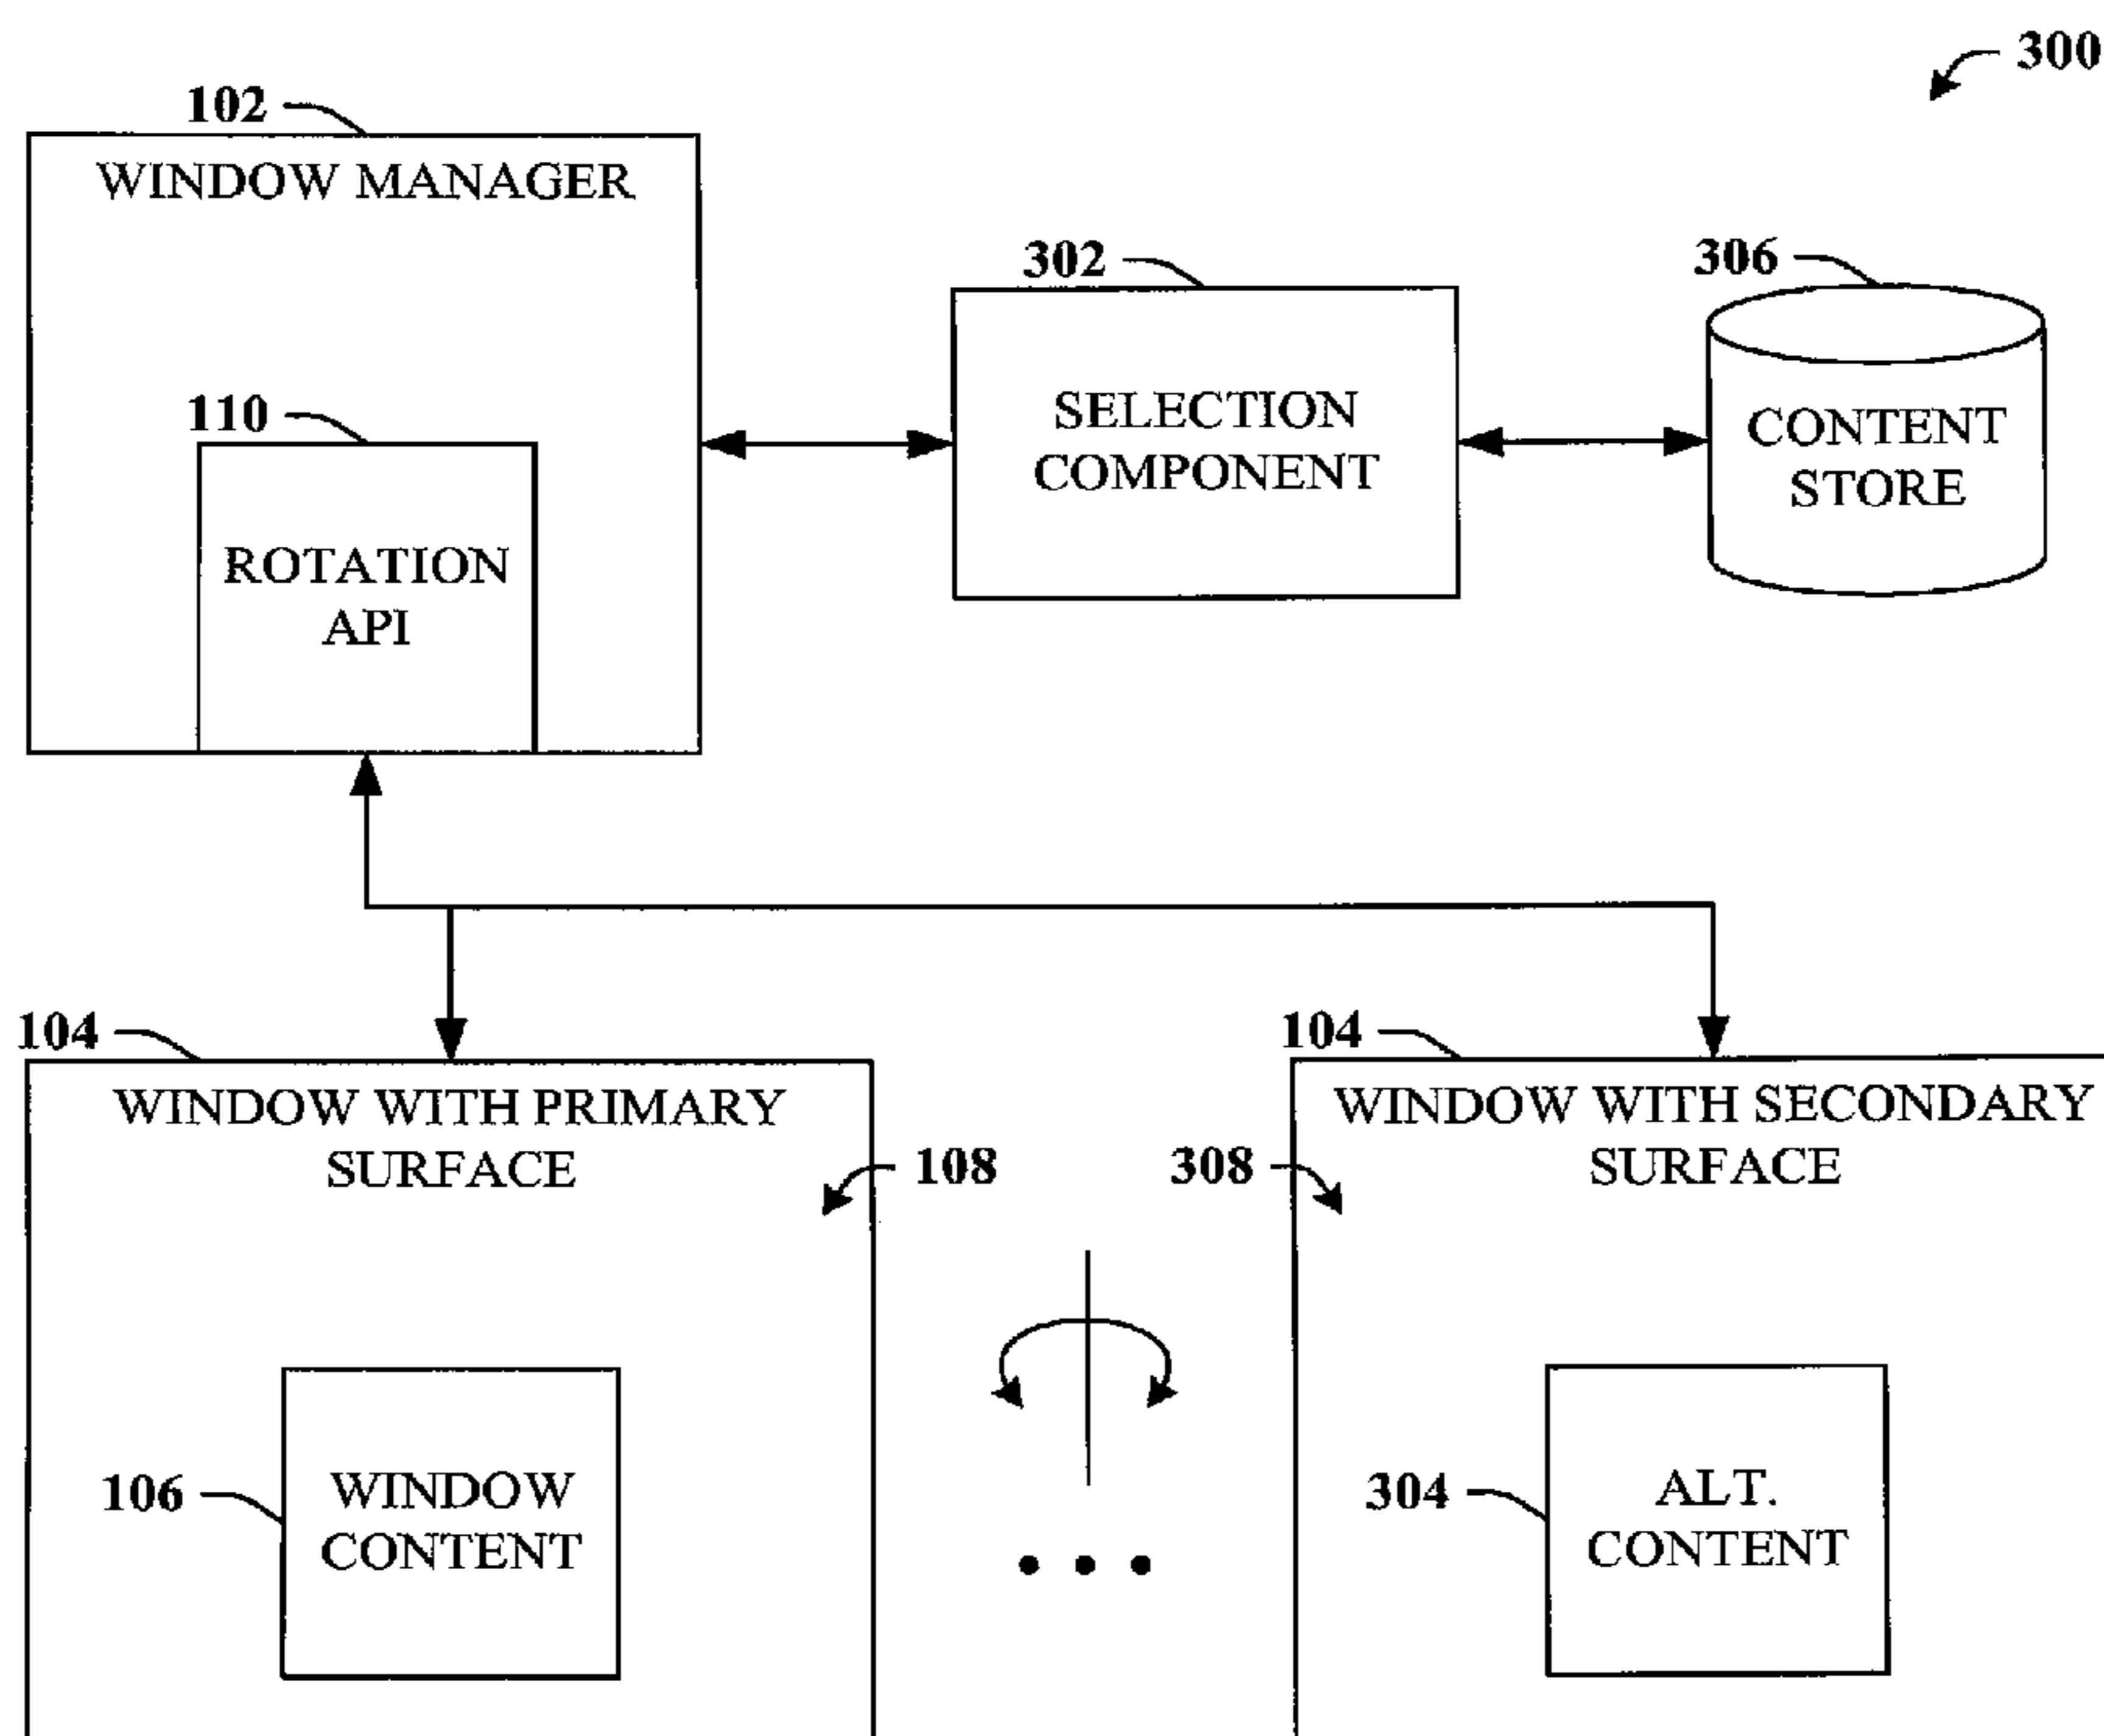 300
102
WINDOW MANAGER
302
306
110
SELECTION
COMPONENT
CONTENT
STORE
ROTATION
API
104
WINDOW WITH PRIMARY
SURFACE
108
104
WINDOW WITH SECONDARY
SURFACE
308
106
WINDOW
CONTENT
304
ALT.
CONTENT